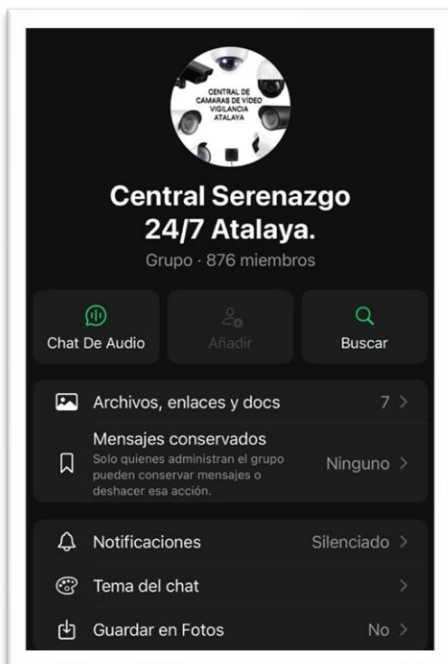 CENTRAL DE
CÁMARAS DE VÍDEO
VIGILANCIA
ATALAYA
Central Serenazgo
24/7 Atalaya.
Grupo · 876 miembros
Chat De Audio
Añadir
Buscar
Archivos, enlaces y docs
7
Mensajes conservados
Solo quienes administran el grupo
pueden conservar mensajes o
deshacer esa acción.
Ninguno
Notificaciones
Silenciado
Tema del chat
Guardar en Fotos
No